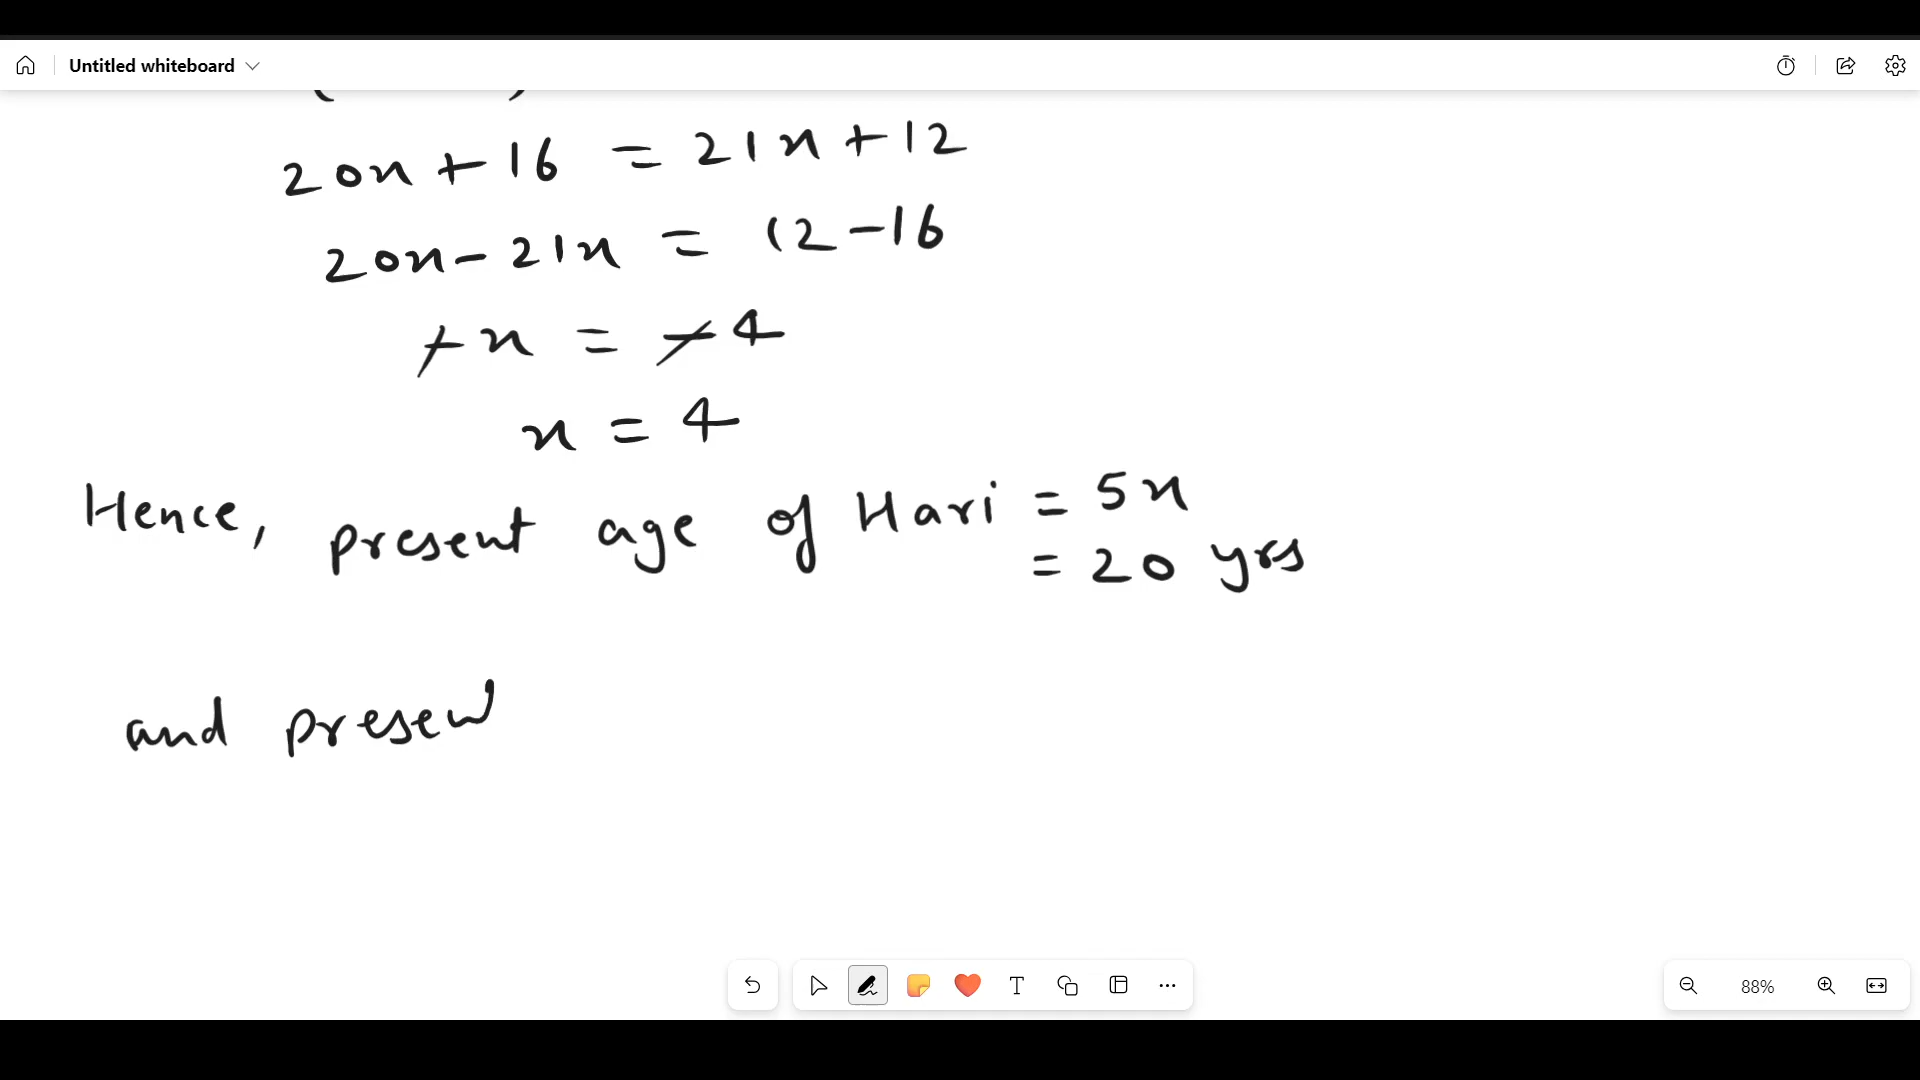 Untitled whiteboard
20x + 16 = 21x + 12
20x - 21x = 12 - 16
-x = -4
x = 4
Hence, present age of Hari = 5x
= 20 yrs
and presen
T
88%